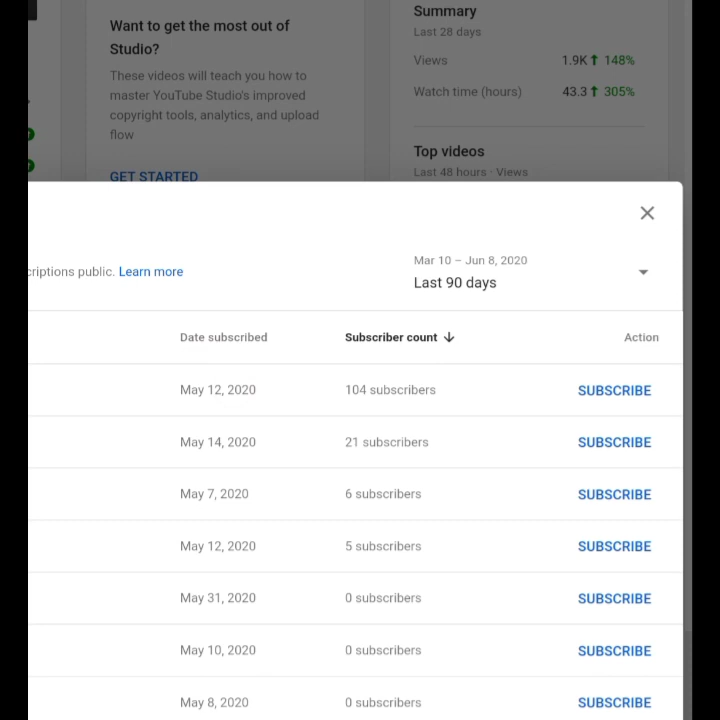 Want to get the most out of
Studio?
These videos will teach you how to
master YouTube Studio's improved
copyright tools, analytics, and upload
flow
GET STARTED
Summary
Last 28 days
Views 1.9K 148%
Watch time (hours) 43.3 305%
Top videos
Last 48 hours · Views
criptions public. Learn more
Mar 10 – Jun 8, 2020
Last 90 days
Date subscribed Subscriber count Action
May 12, 2020 104 subscribers SUBSCRIBE
May 14, 2020 21 subscribers SUBSCRIBE
May 7, 2020 6 subscribers SUBSCRIBE
May 12, 2020 5 subscribers SUBSCRIBE
May 31, 2020 0 subscribers SUBSCRIBE
May 10, 2020 0 subscribers SUBSCRIBE
May 8, 2020 0 subscribers SUBSCRIBE